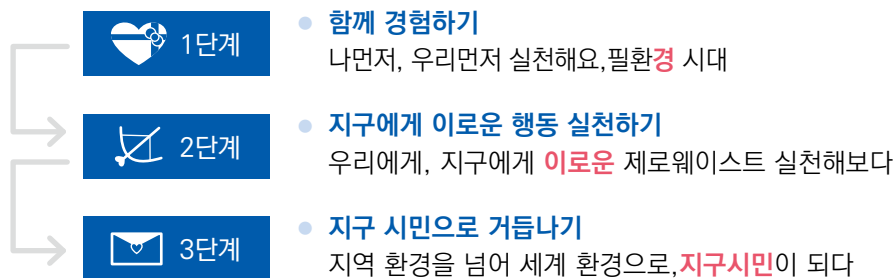 1단계
함께 경험하기
나먼저, 우리먼저 실천해요,필환경 시대
2단계
지구에게 이로운 행동 실천하기
우리에게, 지구에게 이로운 제로웨이스트 실천해보다
3단계
지구 시민으로 거듭나기
지역 환경을 넘어 세계 환경으로,지구시민이 되다